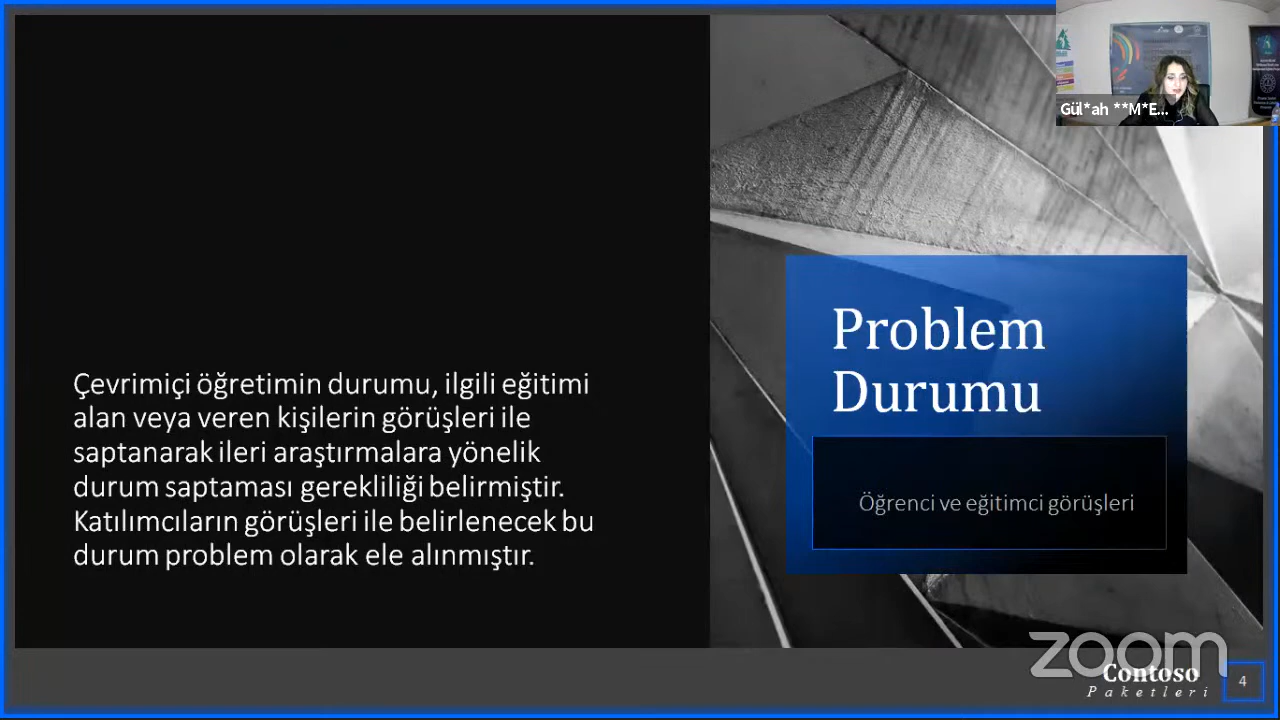 Çevrimiçi öğretimin durumu, ilgili eğitimi
alan veya veren kişilerin görüşleri ile
saptanarak ileri araştırmalara yönelik
durum saptaması gerekliliği belirmiştir.
Katılımcıların görüşleri ile belirlenecek bu
durum problem olarak ele alınmıştır.
Gül*ah **M*E...
Problem
Durumu
Öğrenci ve eğitimci görüşleri
zoom
Contoso
Paketleri
4